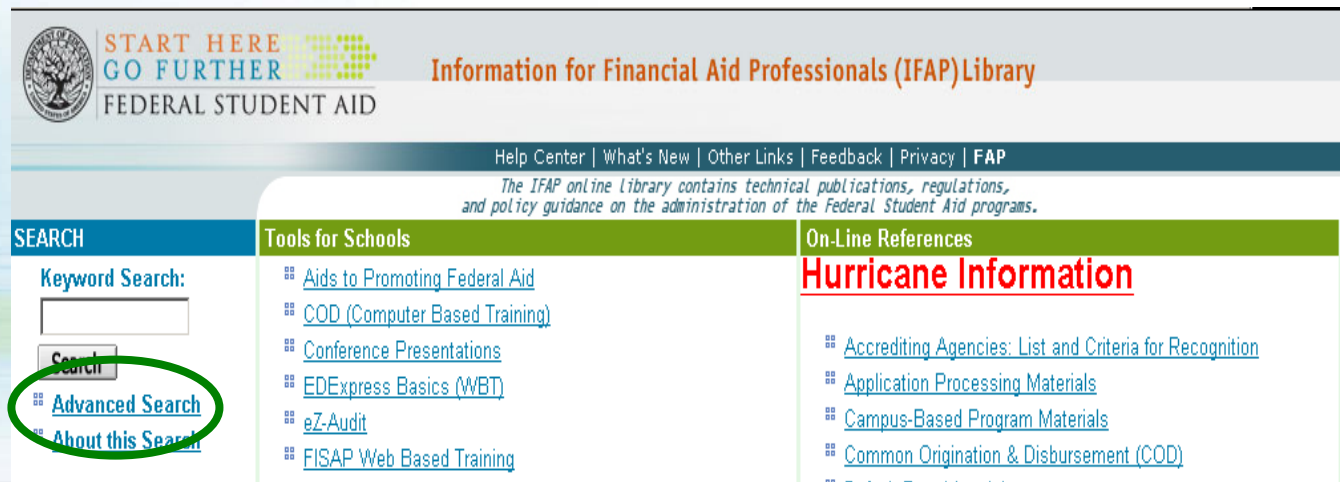 START HERE
GO FURTHER
FEDERAL STUDENT AID
Information for Financial Aid Professionals (IFAP) Library
Help Center | What's New | Other Links | Feedback | Privacy | FAP
The IFAP online library contains technical publications, regulations,
and policy guidance on the administration of the Federal Student Aid programs.
SEARCH
Keyword Search:
Search
Advanced Search
About this Search
Tools for Schools
Aids to Promoting Federal Aid
COD (Computer Based Training)
Conference Presentations
EDExpress Basics (WBT)
eZ-Audit
FISAP Web Based Training
On-Line References
Hurricane Information
Accrediting Agencies: List and Criteria for Recognition
Application Processing Materials
Campus-Based Program Materials
Common Origination & Disbursement (COD)